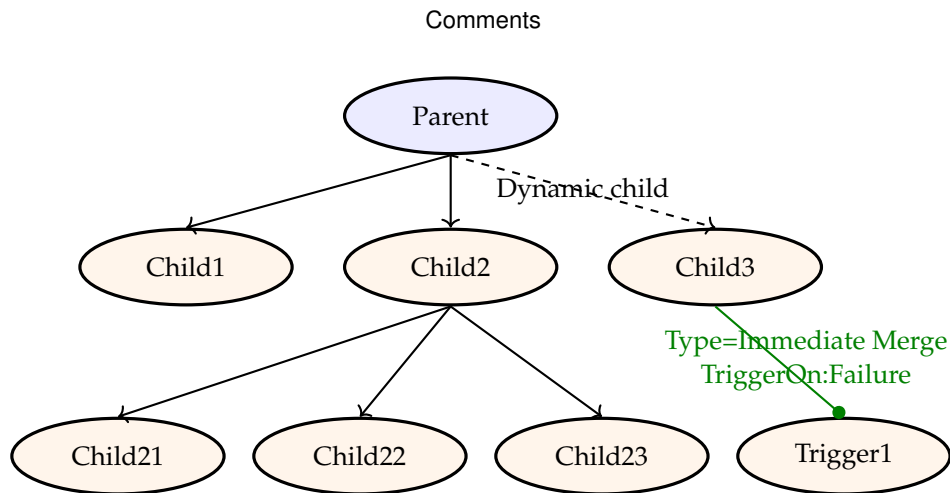 Comments
Parent
Dynamic child
Child1
Child2
Child3
Type=Immediate Merge
TriggerOn:Failure
Child21
Child22
Child23
Trigger1